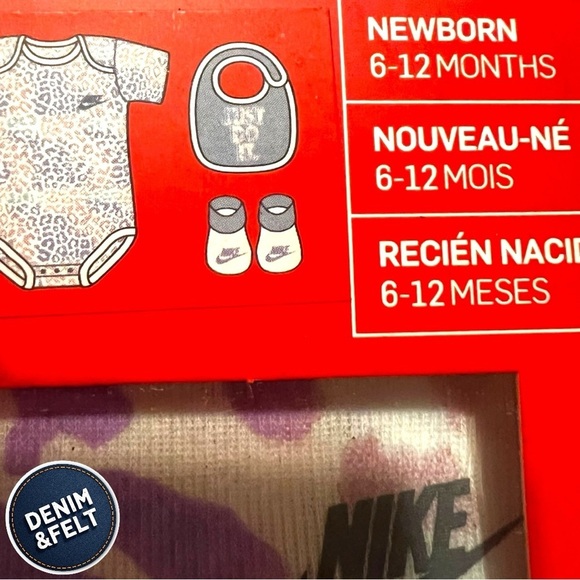 NEWBORN
6-12 MONTHS
JUST
DO
IT.
NOUVEAU-NÉ
6-12 MOIS
NIKE
NIKE
RECIÉN NACID
6-12 MESES
NIKE
DENIM
&FELT